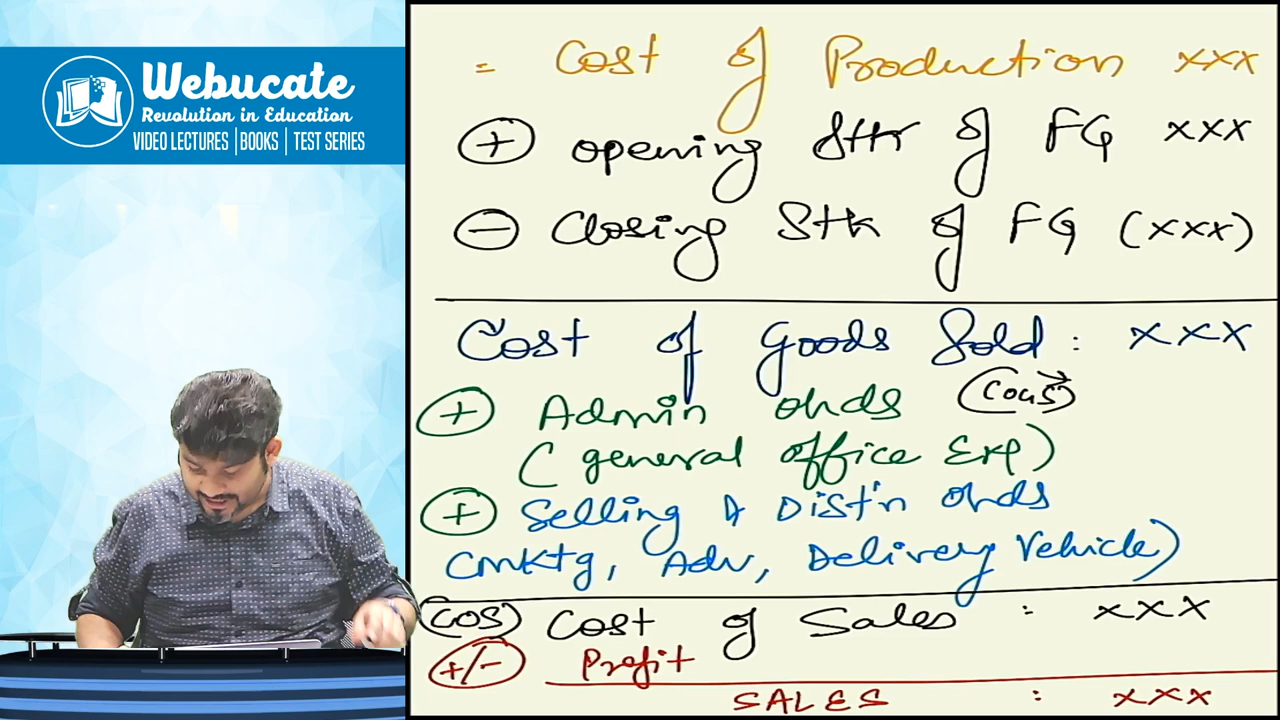 Webucate
Revolution in Education
VIDEO LECTURES | BOOKS | TEST SERIES
= Cost of Production xxx
+ opening Stk of FG xxx
- Closing Stk of FG (xxx)
Cost of Goods Sold : xxx
(COGS)
+ Admin ohds
(general office Exp)
+ Selling & Dist'n ohds
(mktg, Adv, Delivery Vehicle)
(COS) Cost of Sales : xxx
+/- Profit
SALES : xxx